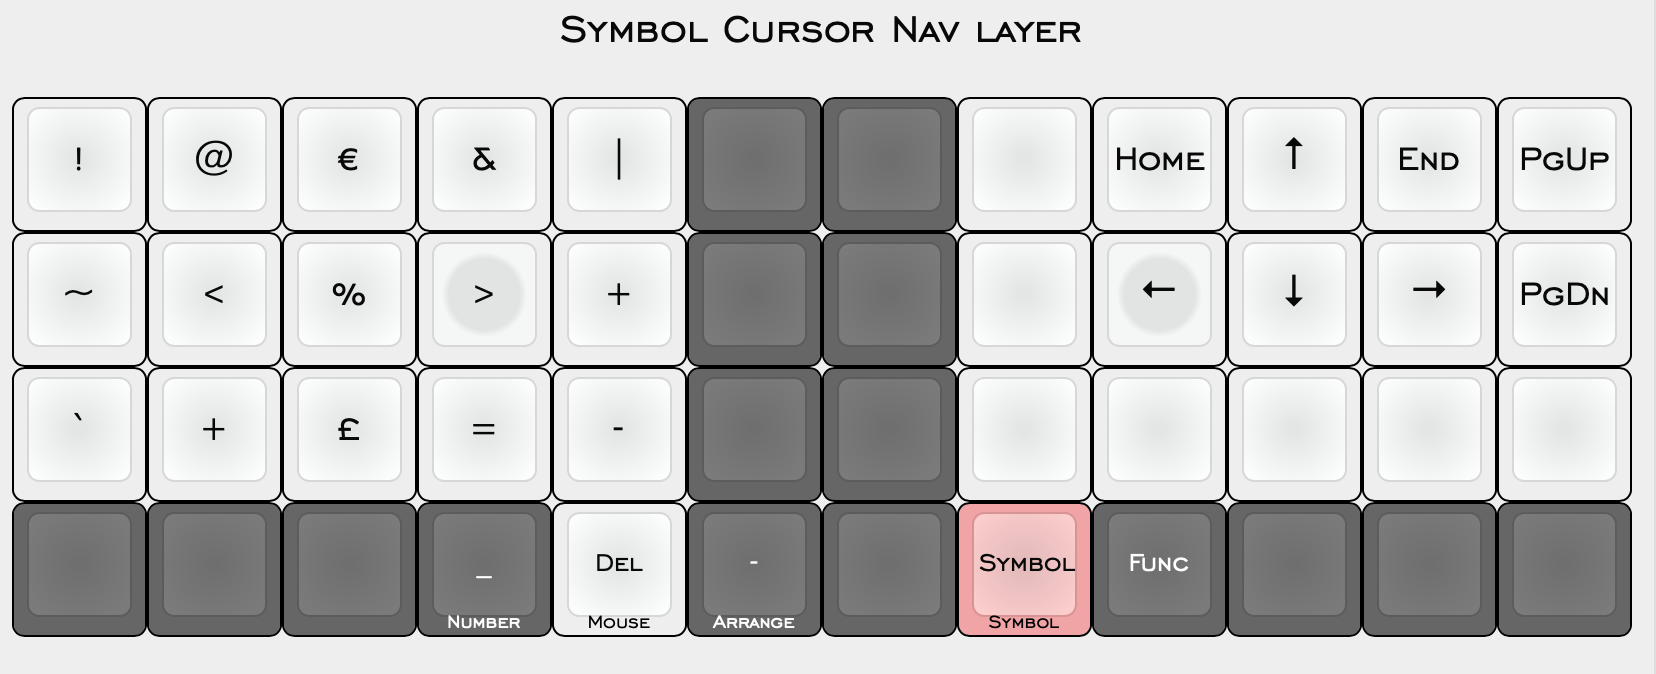 Symbol Cursor Nav layer
! @ € & | Home ↑ End PgUp
~ < % > + ← ↓ → PgDn
` + £ = -
_ Del - Symbol Func
Number Mouse Arrange Symbol